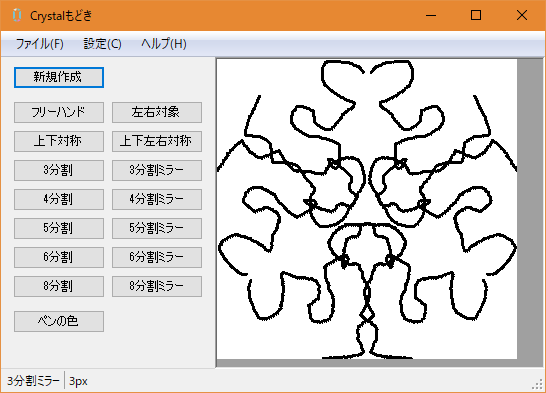 Crystalもどき
ファイル(F) 設定(C) ヘルプ(H)
新規作成
フリーハンド 左右対象
上下対称 上下左右対称
3分割 3分割ミラー
4分割 4分割ミラー
5分割 5分割ミラー
6分割 6分割ミラー
8分割 8分割ミラー
ペンの色
3分割ミラー 3px